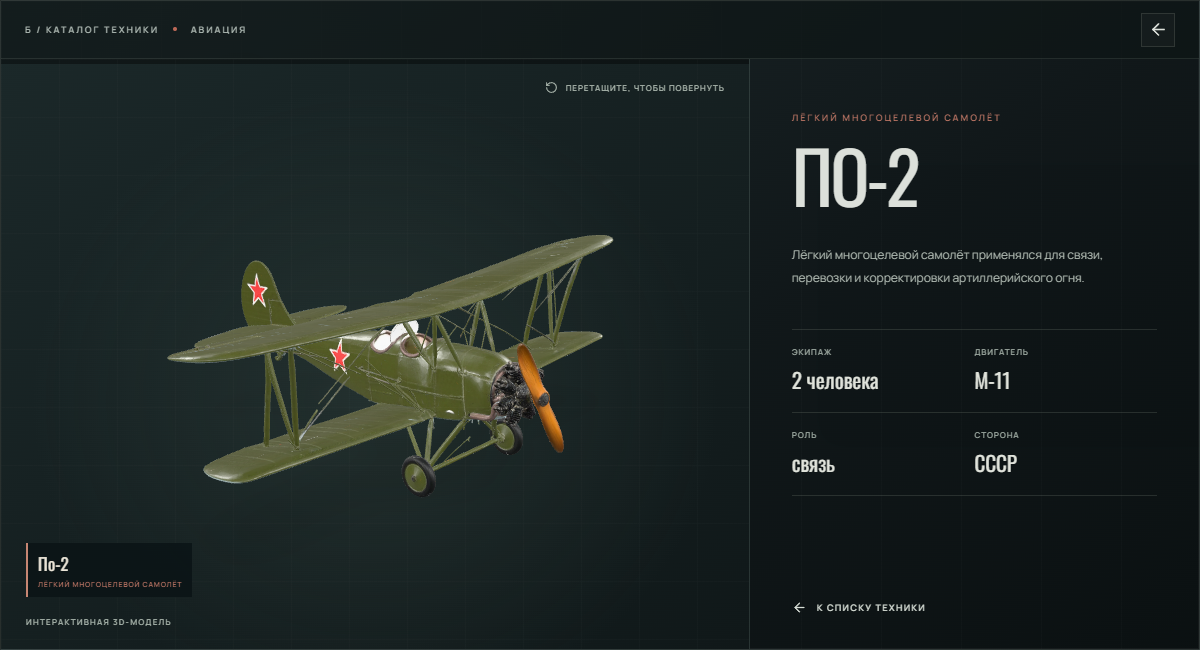 Б / КАТАЛОГ ТЕХНИКИ • АВИАЦИЯ
ПЕРЕТАЩИТЕ, ЧТОБЫ ПОВЕРНУТЬ
По-2
ЛЁГКИЙ МНОГОЦЕЛЕВОЙ САМОЛЁТ
ИНТЕРАКТИВНАЯ 3D-МОДЕЛЬ
ЛЁГКИЙ МНОГОЦЕЛЕВОЙ САМОЛЁТ
ПО-2
Лёгкий многоцелевой самолёт применялся для связи,
перевозки и корректировки артиллерийского огня.
ЭКИПАЖ
2 человека
ДВИГАТЕЛЬ
М-11
РОЛЬ
связь
СТОРОНА
СССР
К СПИСКУ ТЕХНИКИ